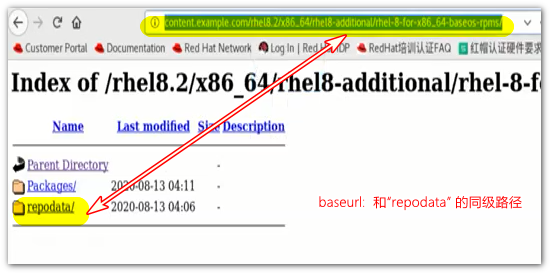 content.example.com/rhel8.2/x86_64/rhel8-additional/rhel-8-for-x86_64-baseos-rpms/
Customer Portal Documentation Red Hat Network Log In | Red DP RedHat培训认证FAQ 红帽认证硬件要求
Index of /rhel8.2/x86_64/rhel8-additional/rhel-8-f
Name Last modified Size Description
Parent Directory -
Packages/ 2020-08-13 04:11 -
repodata/ 2020-08-13 04:06 -
baseurl: 和“repodata” 的同级路径